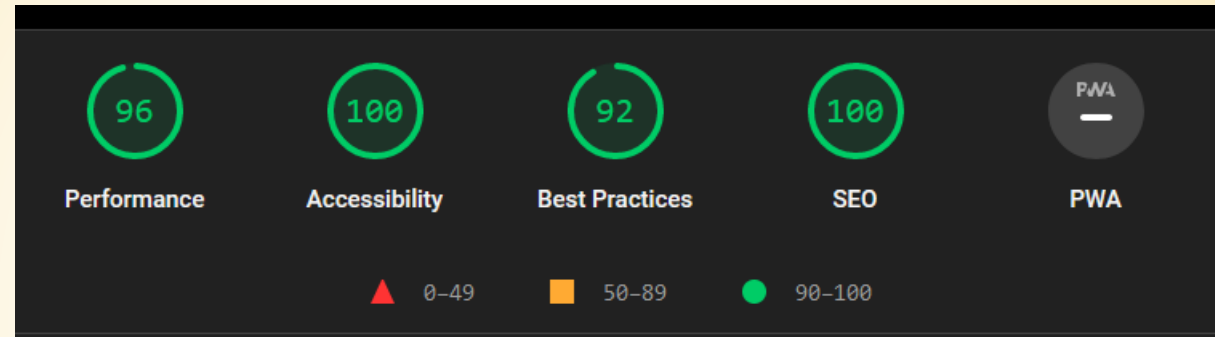 96 100 92 100 PWA
Performance Accessibility Best Practices SEO PWA
0–49 50–89 90–100